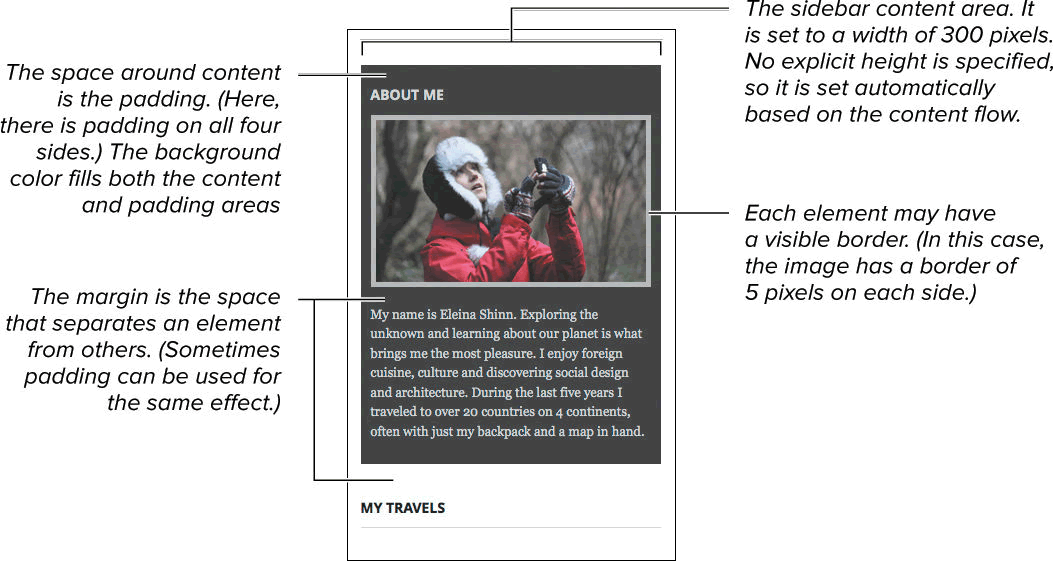 The sidebar content area. It
is set to a width of 300 pixels.
No explicit height is specified,
so it is set automatically
based on the content flow.
The space around content
is the padding. (Here,
there is padding on all four
sides.) The background
color fills both the content
and padding areas
ABOUT ME
Each element may have
a visible border. (In this case,
the image has a border of
5 pixels on each side.)
The margin is the space
that separates an element
from others. (Sometimes
padding can be used for
the same effect.)
My name is Eleina Shinn. Exploring the
unknown and learning about our planet is what
brings me the most pleasure. I enjoy foreign
cuisine, culture and discovering social design
and architecture. During the last five years I
traveled to over 20 countries on 4 continents,
often with just my backpack and a map in hand.
MY TRAVELS